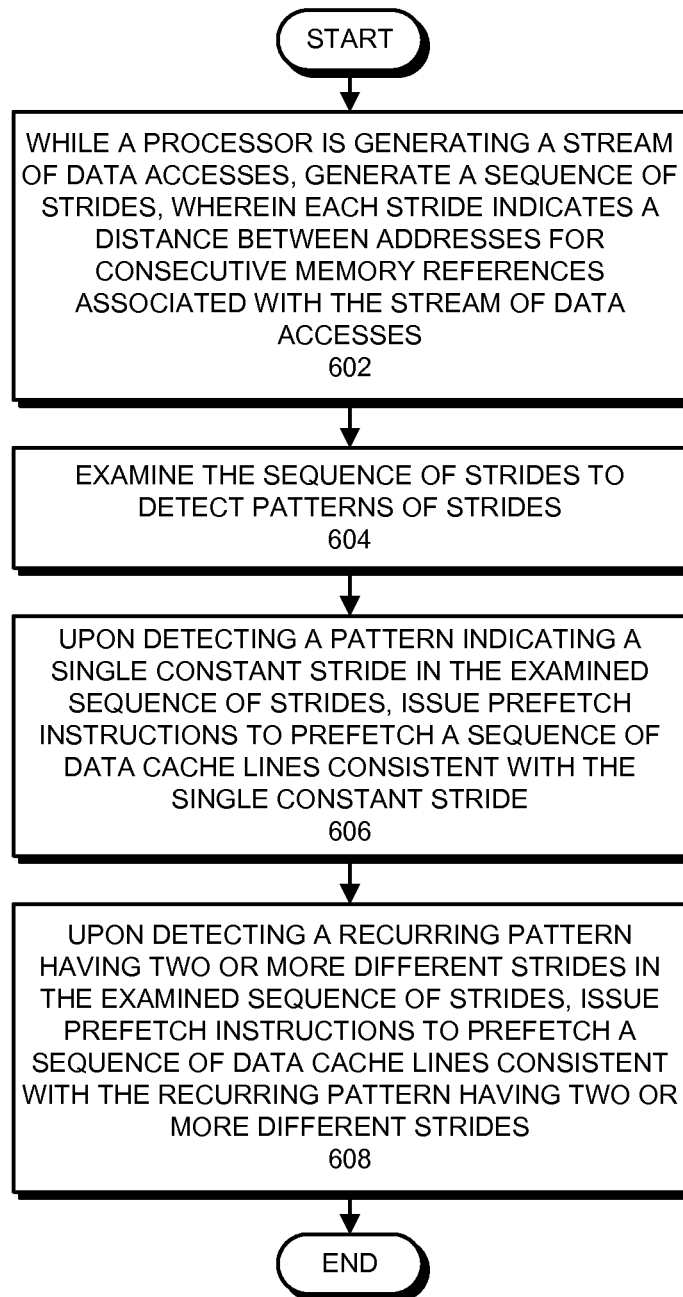 START
WHILE A PROCESSOR IS GENERATING A STREAM
OF DATA ACCESSES, GENERATE A SEQUENCE OF
STRIDES, WHEREIN EACH STRIDE INDICATES A
DISTANCE BETWEEN ADDRESSES FOR
CONSECUTIVE MEMORY REFERENCES
ASSOCIATED WITH THE STREAM OF DATA
ACCESSES
602
EXAMINE THE SEQUENCE OF STRIDES TO
DETECT PATTERNS OF STRIDES
604
UPON DETECTING A PATTERN INDICATING A
SINGLE CONSTANT STRIDE IN THE EXAMINED
SEQUENCE OF STRIDES, ISSUE PREFETCH
INSTRUCTIONS TO PREFETCH A SEQUENCE OF
DATA CACHE LINES CONSISTENT WITH THE
SINGLE CONSTANT STRIDE
606
UPON DETECTING A RECURRING PATTERN
HAVING TWO OR MORE DIFFERENT STRIDES IN
THE EXAMINED SEQUENCE OF STRIDES, ISSUE
PREFETCH INSTRUCTIONS TO PREFETCH A
SEQUENCE OF DATA CACHE LINES CONSISTENT
WITH THE RECURRING PATTERN HAVING TWO OR
MORE DIFFERENT STRIDES
608
END